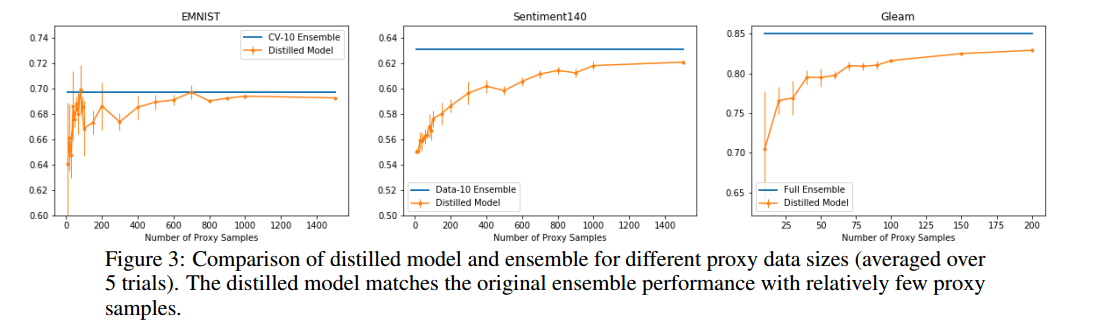 EMNIST
0.74
0.72
0.70
0.68
0.66
0.64
0.62
0.60
CV-10 Ensemble
Distilled Model
0 200 400 600 800 1000 1200 1400
Number of Proxy Samples
Sentiment140
0.64
0.62
0.60
0.58
0.56
0.54
0.52
0.50
Data-10 Ensemble
Distilled Model
0 200 400 600 800 1000 1200 1400
Number of Proxy Samples
Gleam
0.85
0.80
0.75
0.70
0.65
Full Ensemble
Distilled Model
25 50 75 100 125 150 175 200
Number of Proxy Samples
Figure 3: Comparison of distilled model and ensemble for different proxy data sizes (averaged over
5 trials). The distilled model matches the original ensemble performance with relatively few proxy
samples.